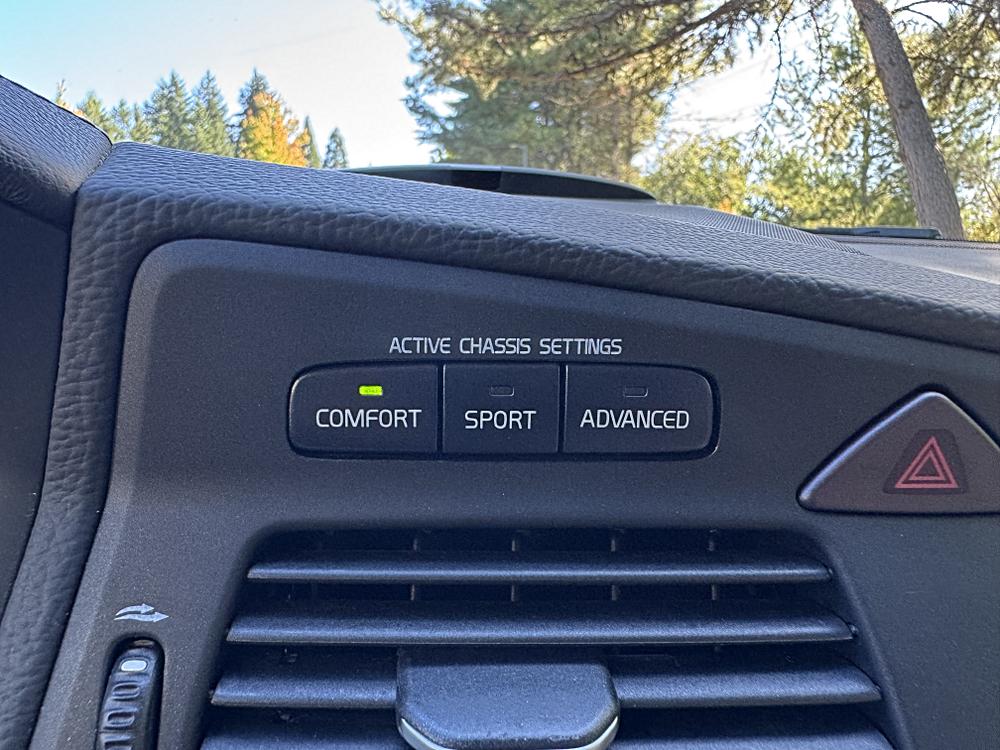 ACTIVE CHASSIS SETTINGS
COMFORT SPORT ADVANCED